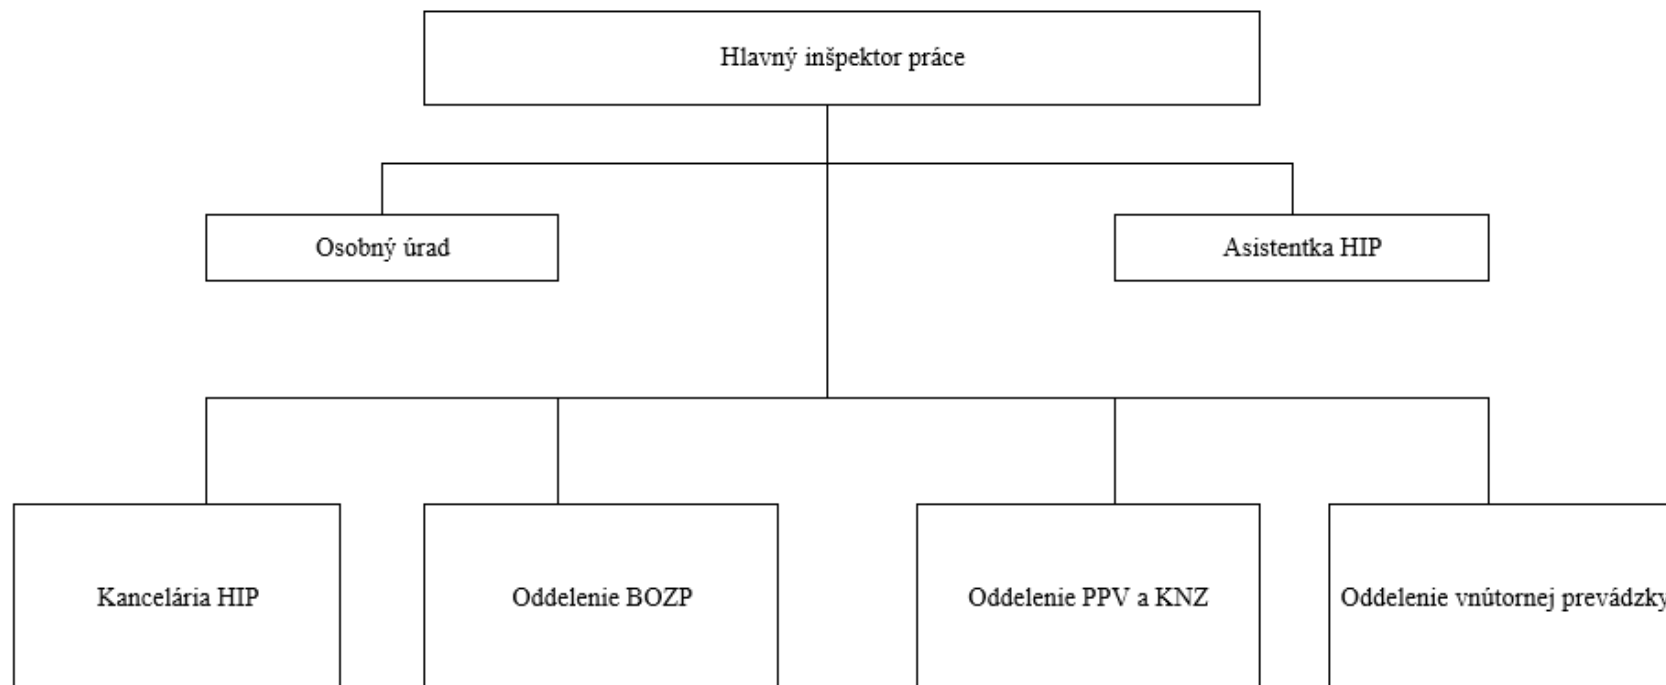 Hlavný inšpektor práce
Osobný úrad
Asistentka HIP
Kancelária HIP
Oddelenie BOZP
Oddelenie PPV a KNZ
Oddelenie vnútornej prevádzky